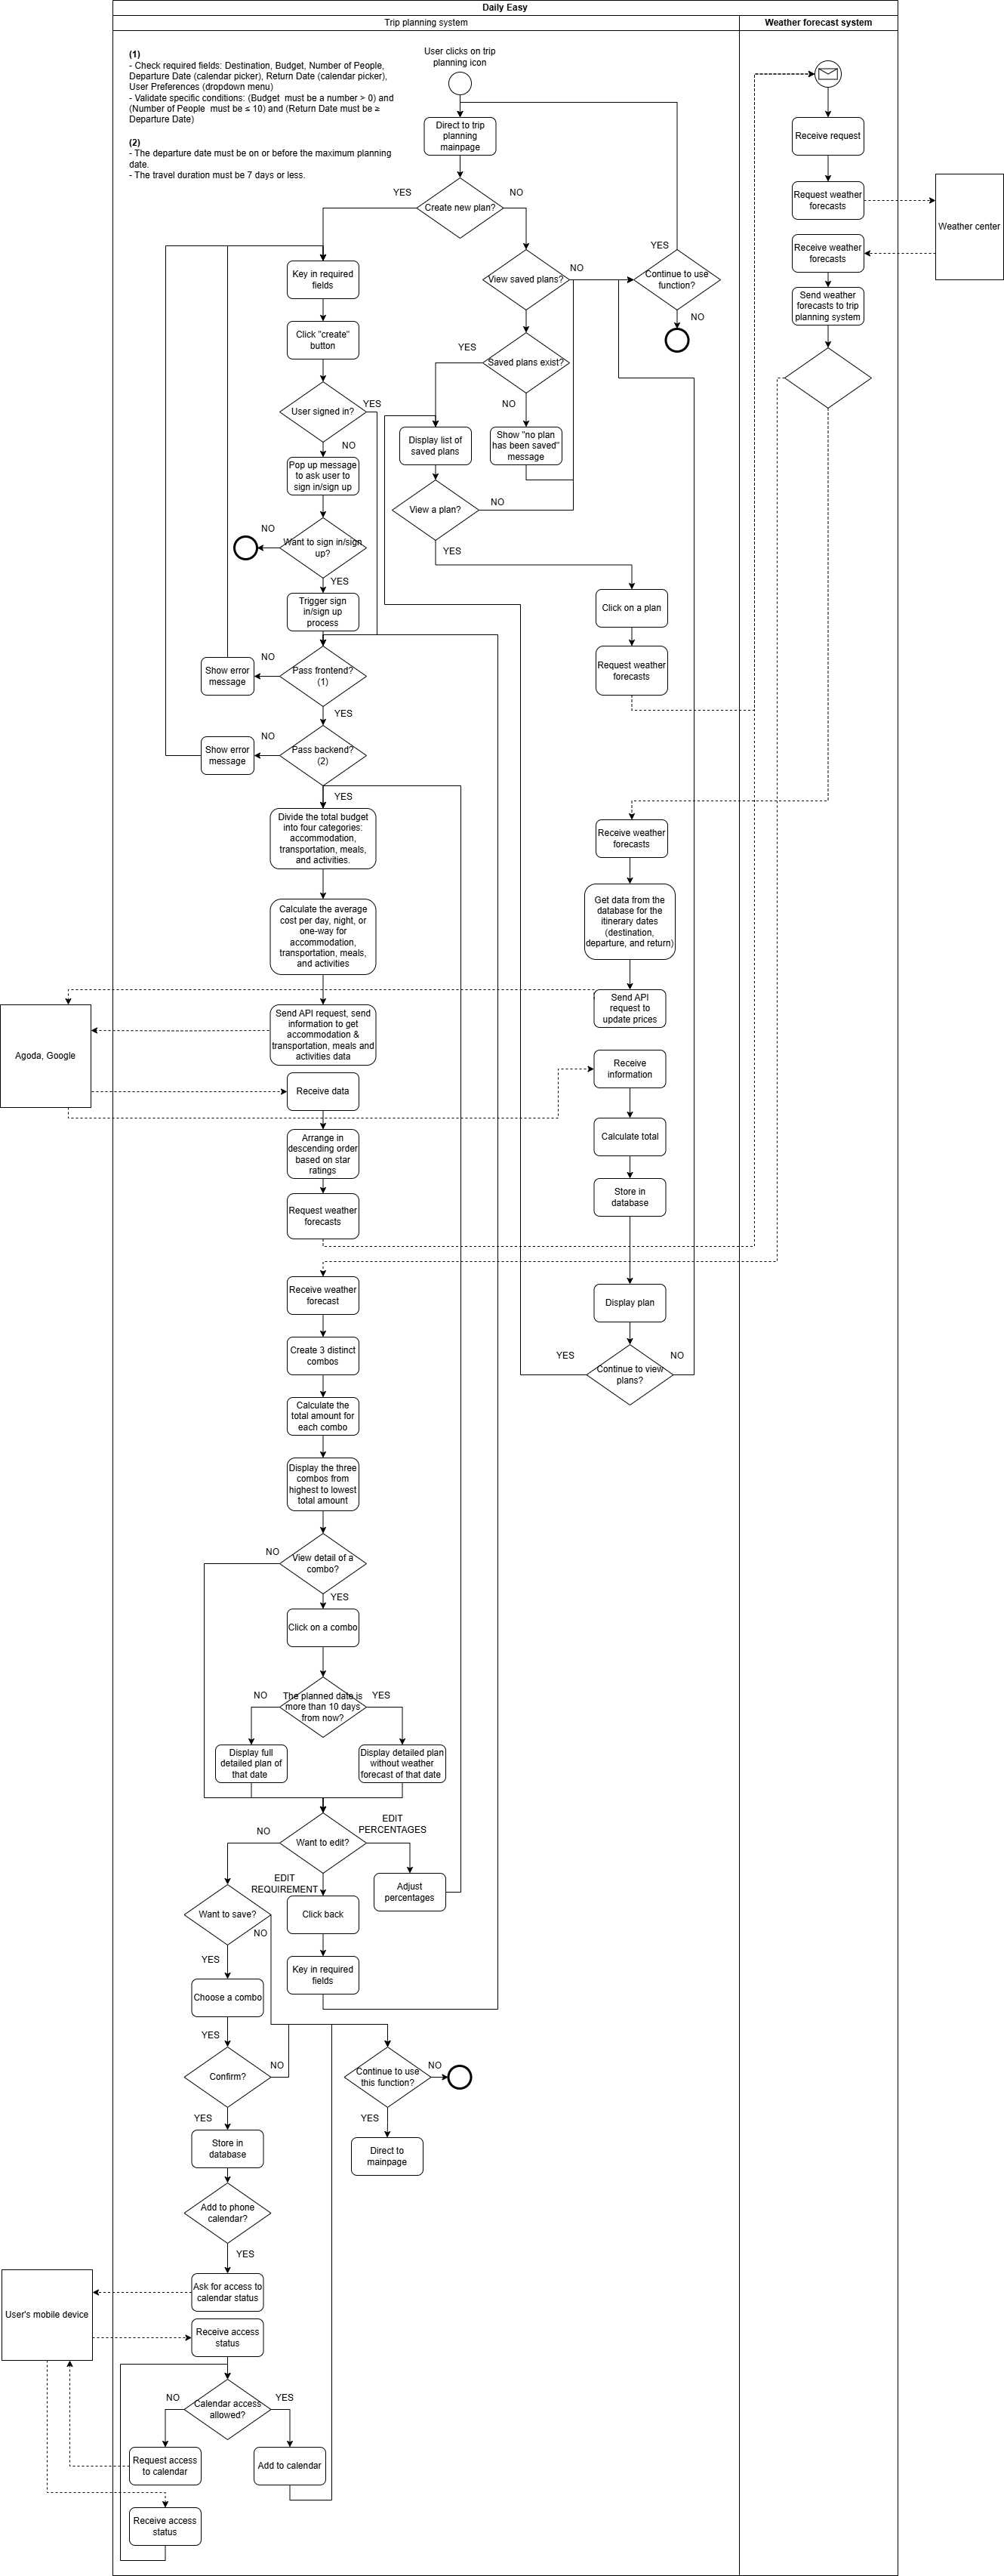 Daily Easy
Trip planning system
Weather forecast system
(1)
- Check required fields: Destination, Budget, Number of People,
Departure Date (calendar picker), Return Date (calendar picker),
User Preferences (dropdown menu)
- Validate specific conditions: (Budget must be a number > 0) and
(Number of People must be ≤ 10) and (Return Date must be ≥
Departure Date)
(2)
- The departure date must be on or before the maximum planning
date.
- The travel duration must be 7 days or less.
User clicks on trip
planning icon
Direct to trip
planning
mainpage
Receive request
YES
NO
Create new plan?
Request weather
forecasts
Weather center
Receive weather
forecasts
YES
Key in required
fields
View saved plans?
NO
Continue to use
function?
Send weather
forecasts to trip
planning system
NO
Click "create"
button
YES
Saved plans exist?
User signed in?
YES
NO
NO
Display list of
saved plans
Show "no plan
has been saved"
message
Pop up message
to ask user to
sign in/sign up
View a plan?
NO
NO
Want to sign in/sign
up?
YES
YES
Trigger sign
in/sign up
process
Click on a plan
NO
Show error
message
Pass frontend?
(1)
Request weather
forecasts
YES
NO
Show error
message
Pass backend?
(2)
YES
Divide the total budget
into four categories:
accommodation,
transportation, meals,
and activities.
Receive weather
forecasts
Calculate the average
cost per day, night, or
one-way for
accommodation,
transportation, meals,
and activities
Get data from the
database for the
itinerary dates
(destination,
departure, and return)
Send API
request to
update prices
Send API request, send
information to get
accommodation &
transportation, meals and
activities data
Agoda, Google
Receive
information
Receive data
Calculate total
Arrange in
descending order
based on star
ratings
Store in
database
Request weather
forecasts
Receive weather
forecast
Display plan
Create 3 distinct
combos
YES
NO
Continue to view
plans?
Calculate the
total amount for
each combo
Display the three
combos from
highest to lowest
total amount
NO
View detail of a
combo?
YES
Click on a combo
NO
The planned date is
more than 10 days
from now?
YES
Display full
detailed plan of
that date
Display detailed plan
without weather
forecast of that date
EDIT
PERCENTAGES
NO
Want to edit?
EDIT
REQUIREMENT
Adjust
percentages
Want to save?
NO
Click back
YES
Key in required
fields
Choose a combo
YES
Confirm?
NO
Continue to use
this function?
NO
YES
YES
Store in
database
Direct to
mainpage
Add to phone
calendar?
YES
Ask for access to
calendar status
User's mobile device
Receive access
status
NO
Calendar access
allowed?
YES
Request access
to calendar
Add to calendar
Receive access
status